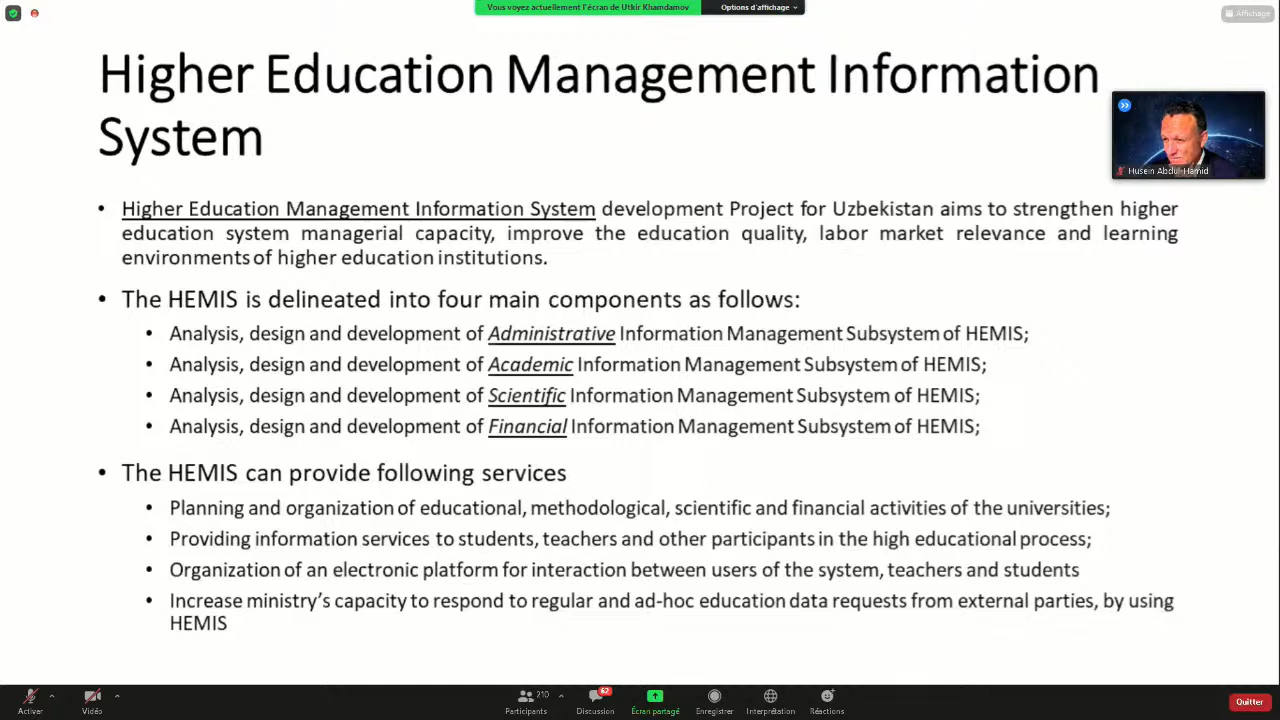 Vous voyez actuellement l'écran de Utkir Khamdamov
Options d'affichage
Affichage
Higher Education Management Information
System
Husein Abdul-Hamid
• Higher Education Management Information System development Project for Uzbekistan aims to strengthen higher
education system managerial capacity, improve the education quality, labor market relevance and learning
environments of higher education institutions.
• The HEMIS is delineated into four main components as follows:
• Analysis, design and development of Administrative Information Management Subsystem of HEMIS;
• Analysis, design and development of Academic Information Management Subsystem of HEMIS;
• Analysis, design and development of Scientific Information Management Subsystem of HEMIS;
• Analysis, design and development of Financial Information Management Subsystem of HEMIS;
• The HEMIS can provide following services
• Planning and organization of educational, methodological, scientific and financial activities of the universities;
• Providing information services to students, teachers and other participants in the high educational process;
• Organization of an electronic platform for interaction between users of the system, teachers and students
• Increase ministry's capacity to respond to regular and ad-hoc education data requests from external parties, by using
HEMIS
210
62
Activer
Vidéo
Participants
Discussion
Écran partagé
Enregistrer
Interprétation
Réactions
Quitter